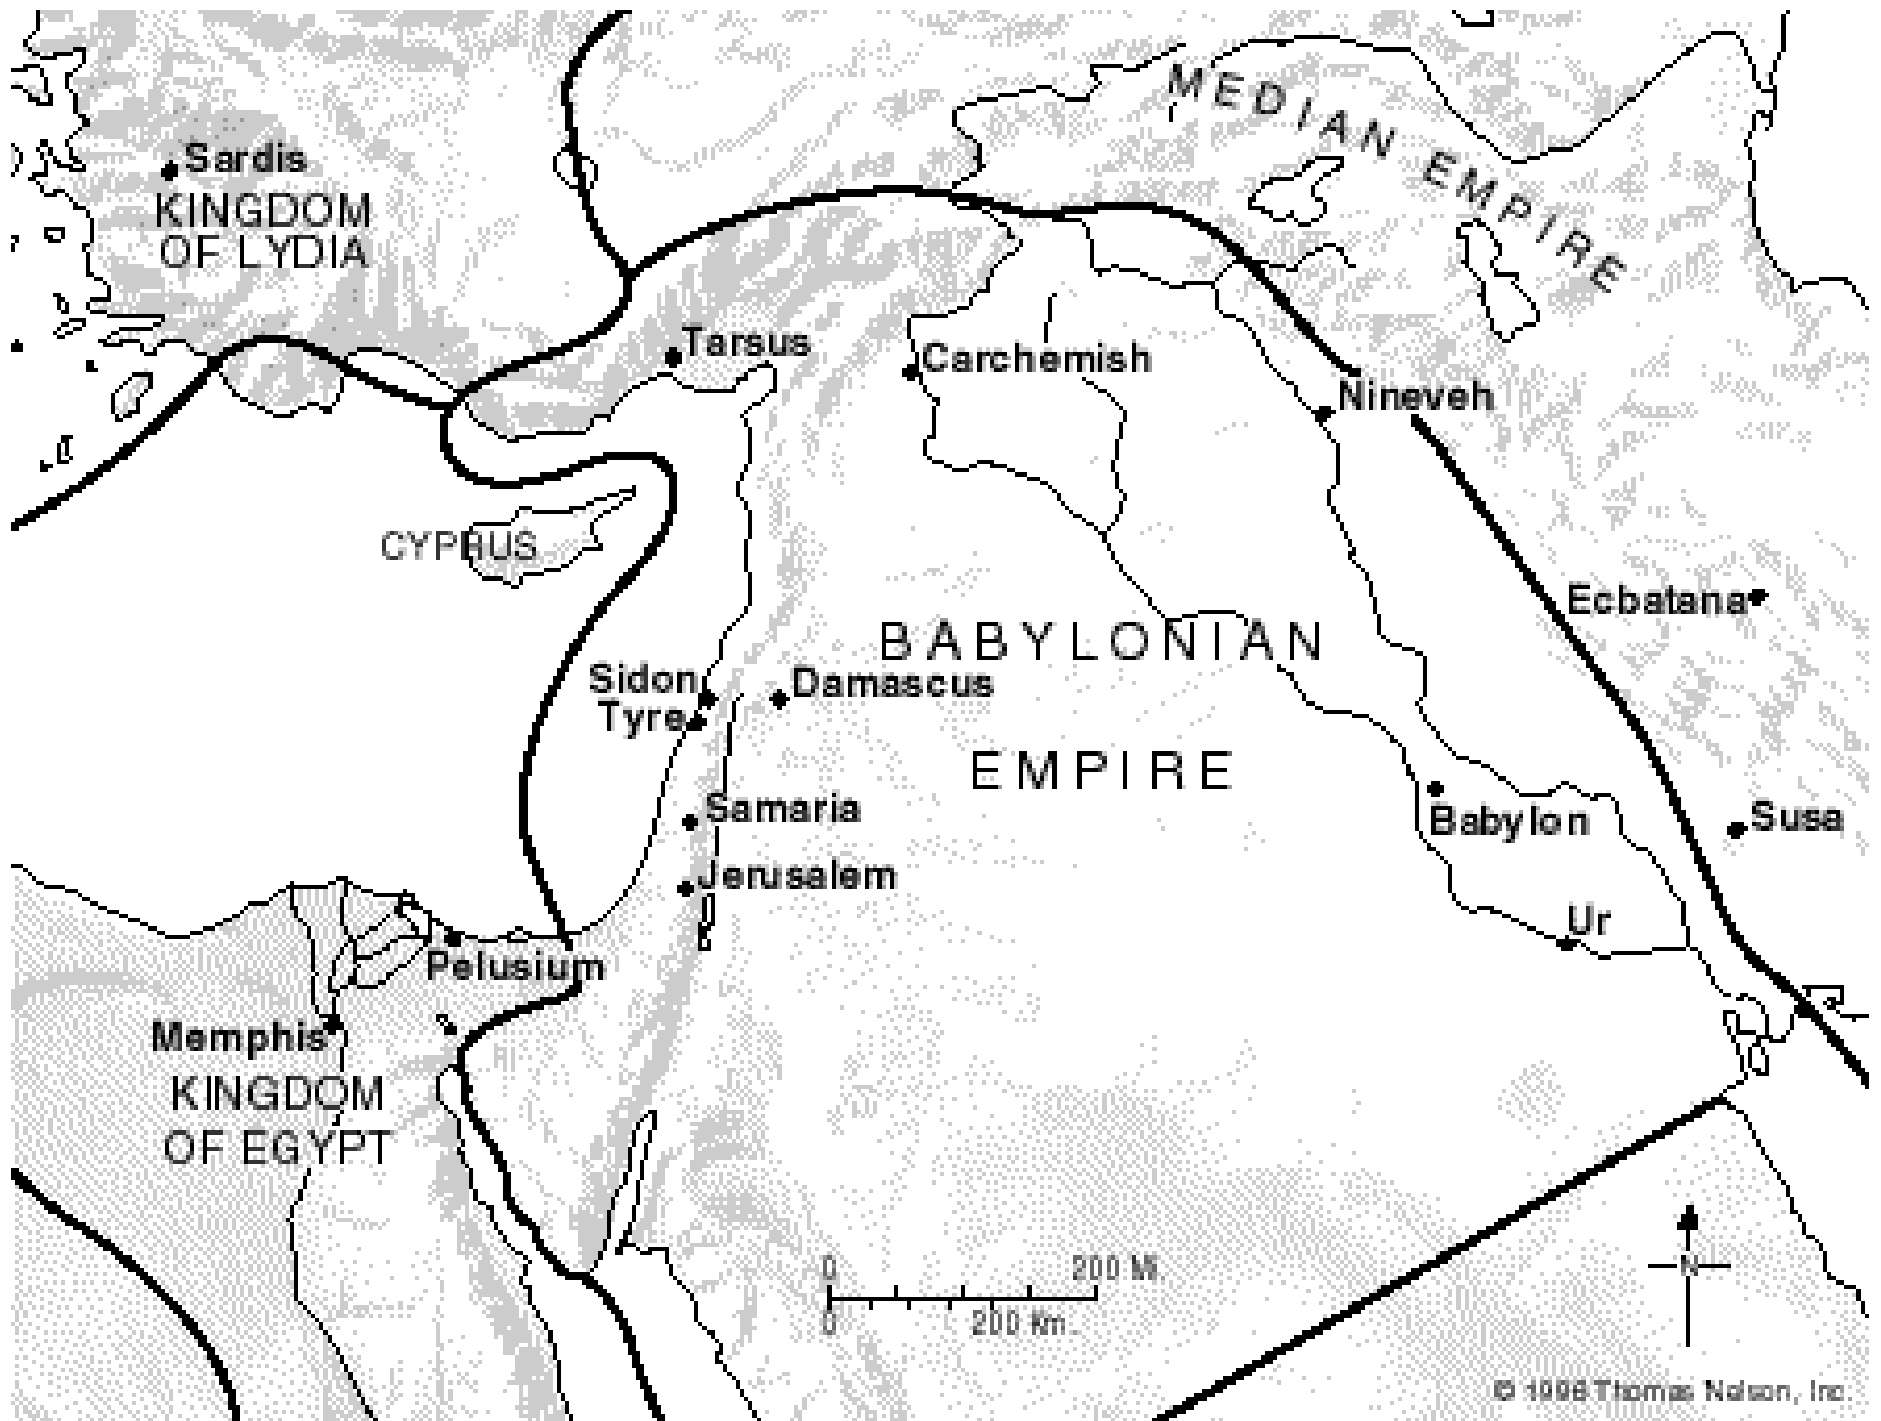 MEDIAN EMPIRE
Sardis
KINGDOM
OF LYDIA
Tarsus
Carchemish
Nineveh
CYPRUS
Ecbatana
BABYLONIAN
EMPIRE
Sidon
Tyre
Damascus
Samaria
Babylon
Susa
Jerusalem
Ur
Pelusium
Memphis
KINGDOM
OF EGYPT
0 200 Mi.
0 200 Km.
N
© 1996 Thomas Nelson, Inc.